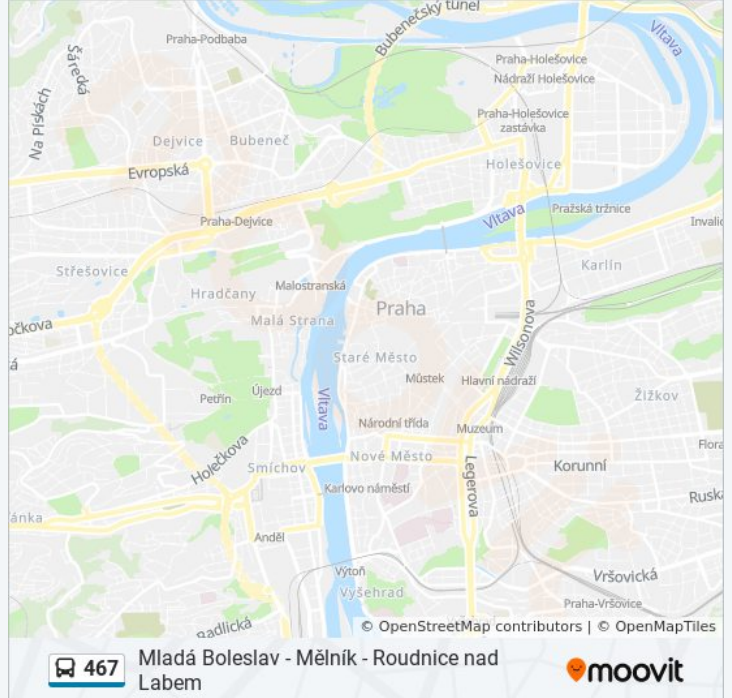 Bubenečský tunel
Praha-Podbaba
Vltava
Šárecká
Praha-Holešovice
Nádraží Holešovice
Na Pískách
Praha-Holešovice
zastávka
Dejvice
Bubeneč
Holešovice
Evropská
Vltava
Pražská tržnice
Praha-Dejvice
Invalid
Střešovice
Karlín
Malostranská
Hradčany
Praha
Malá Strana
očkova
Wilsonova
Staré Město
á
Můstek
Hlavní nádraží
Újezd
Petřín
Žižkov
Vltava
Národní třída
Muzeum
Flora
Holečkova
Nové Město
Smíchov
Korunní
Legerova
Karlovo náměstí
Ruská
ánka
Anděl
Výtoň
Vršovická
Vyšehrad
Praha-Vršovice
Radlická
© OpenStreetMap contributors | © OpenMapTiles
467
Mladá Boleslav - Mělník - Roudnice nad
Labem
moovit